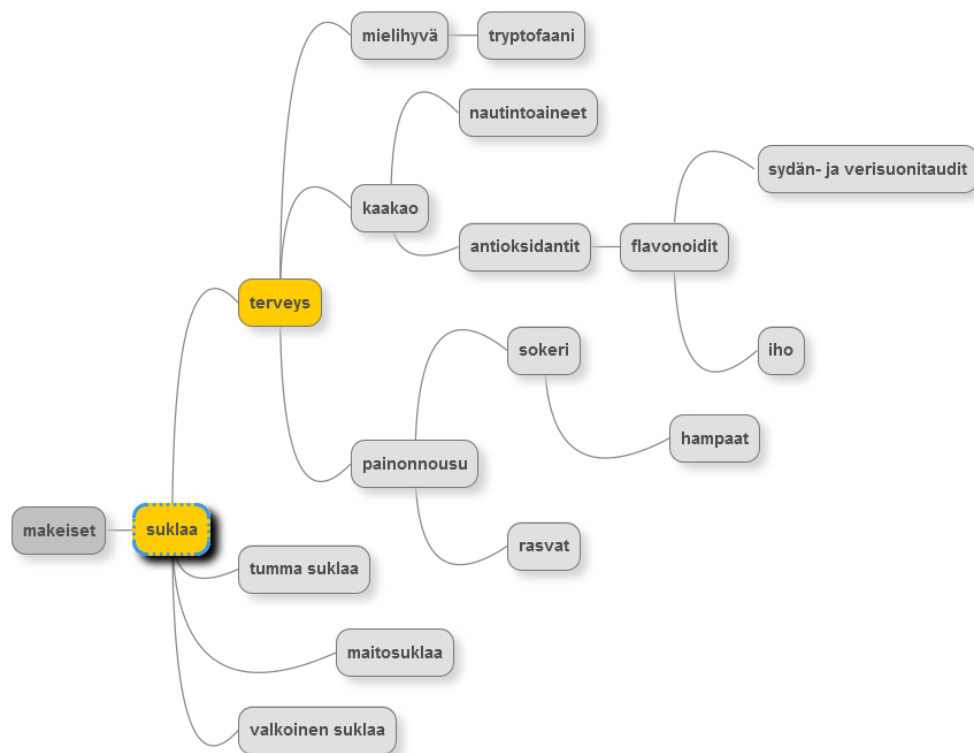 mielihyvä
tryptofaani
nautintoaineet
sydän- ja verisuonitaudit
kaakao
antioksidantit
flavonoidit
terveys
sokeri
iho
hampaat
painonnousu
makeiset
suklaa
rasvat
tumma suklaa
maitosuklaa
valkoinen suklaa